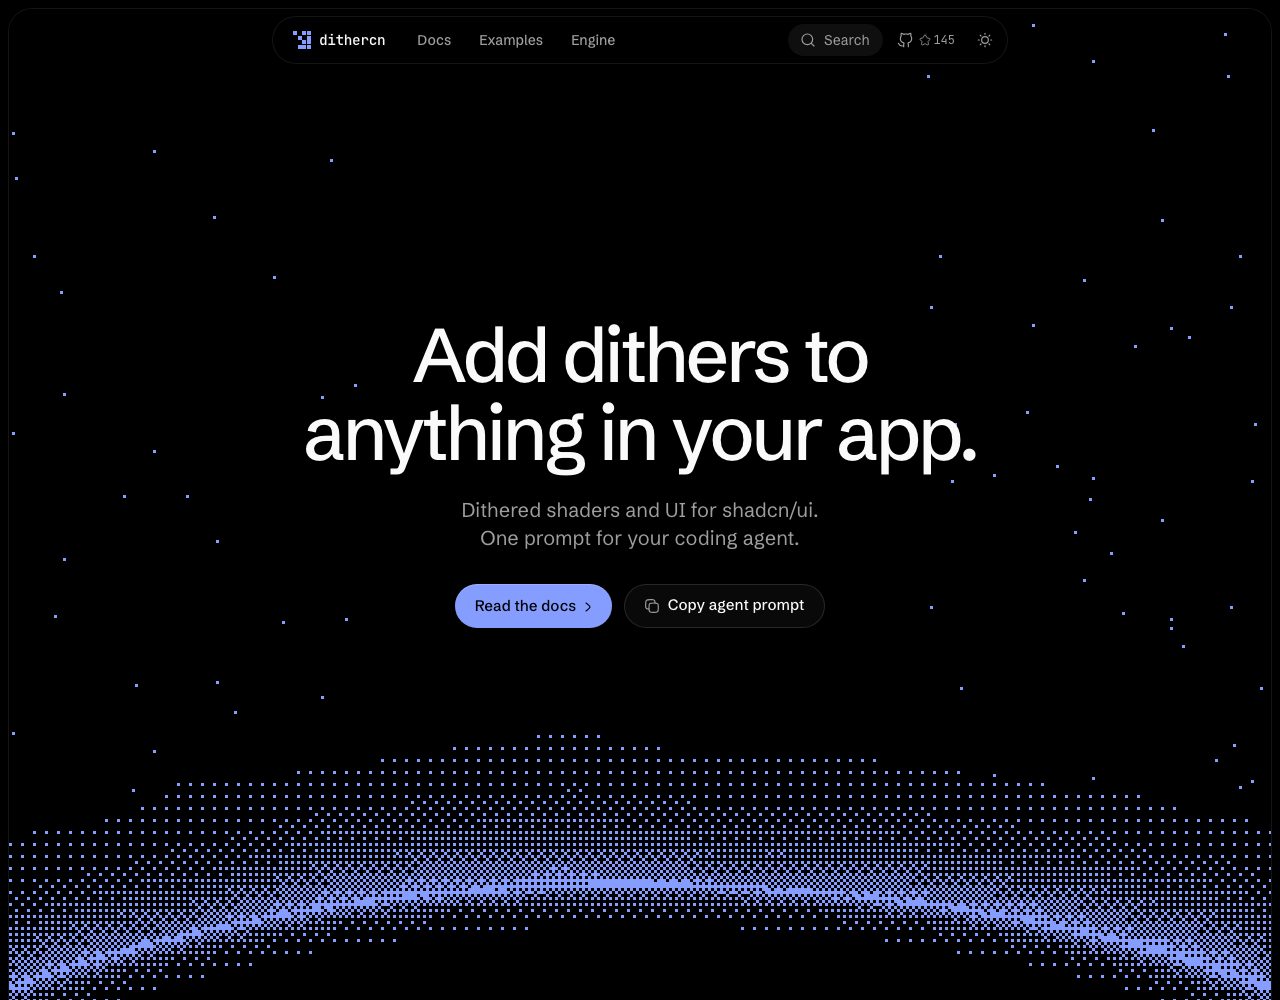 dithercn
Docs
Examples
Engine
Search
145
Add dithers to
anything in your app.
Dithered shaders and UI for shadcn/ui.
One prompt for your coding agent.
Read the docs
Copy agent prompt